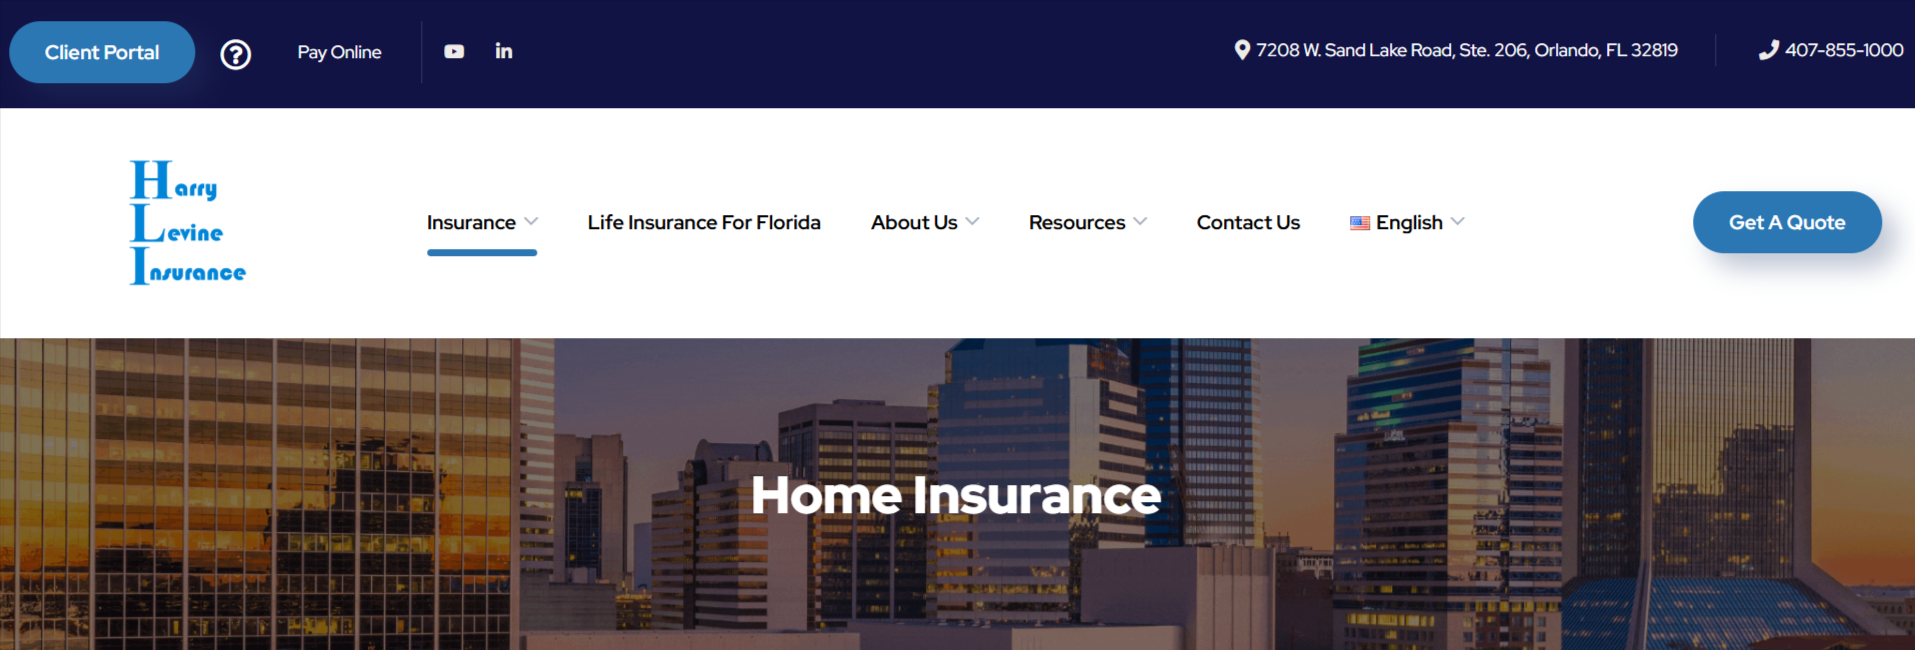 Client Portal
Pay Online
7208 W. Sand Lake Road, Ste. 206, Orlando, FL 32819
407-855-1000
Harry
Levine
Insurance
Insurance
Life Insurance For Florida
About Us
Resources
Contact Us
English
Get A Quote
Home Insurance